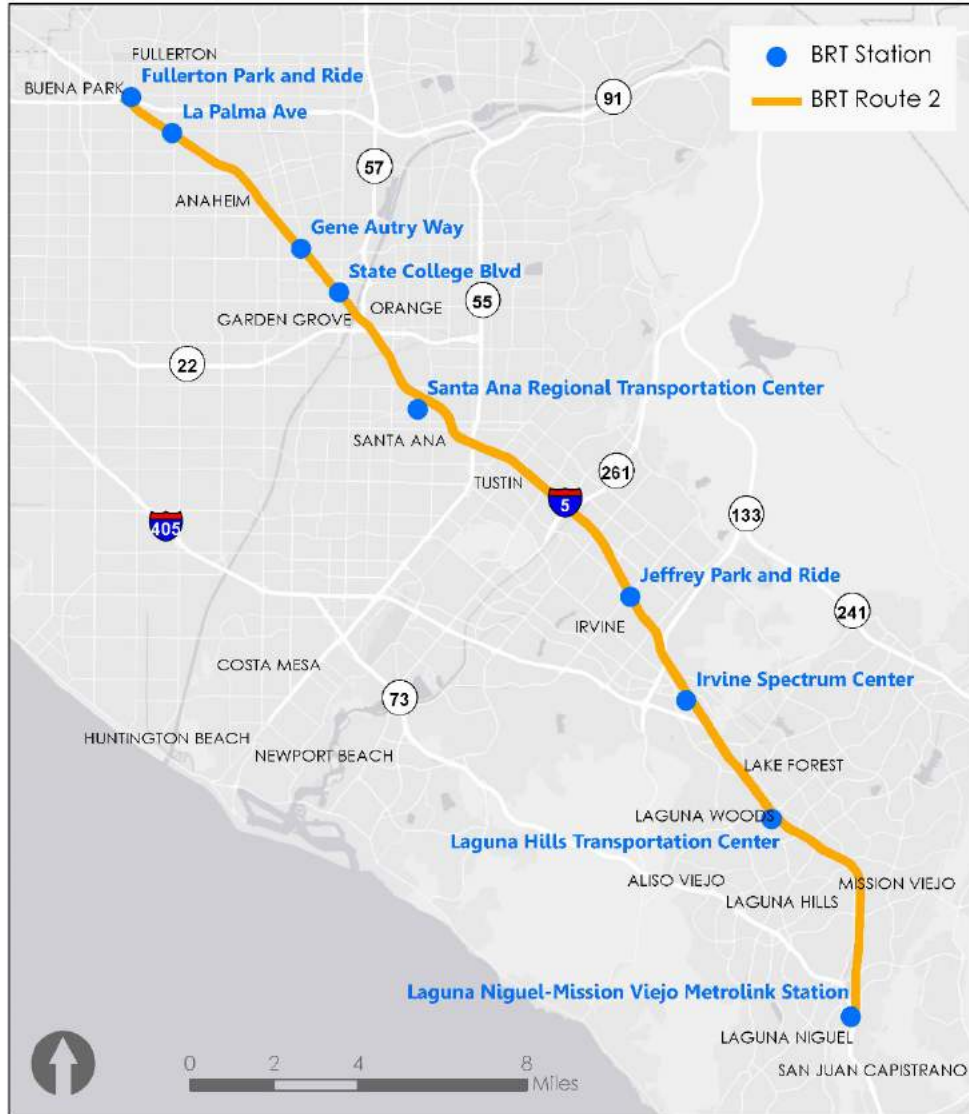 FULLERTON
BRT Station
Fullerton Park and Ride
BUENA PARK
91
BRT Route 2
La Palma Ave
57
ANAHEIM
Gene Autry Way
State College Blvd
55
ORANGE
GARDEN GROVE
22
Santa Ana Regional Transportation Center
SANTA ANA
261
TUSTIN
5
133
405
Jeffrey Park and Ride
241
IRVINE
COSTA MESA
Irvine Spectrum Center
73
HUNTINGTON BEACH
NEWPORT BEACH
LAKE FOREST
LAGUNA WOODS
Laguna Hills Transportation Center
ALISO VIEJO
MISSION VIEJO
LAGUNA HILLS
Laguna Niguel-Mission Viejo Metrolink Station
LAGUNA NIGUEL
0 2 4 8
Miles
SAN JUAN CAPISTRANO